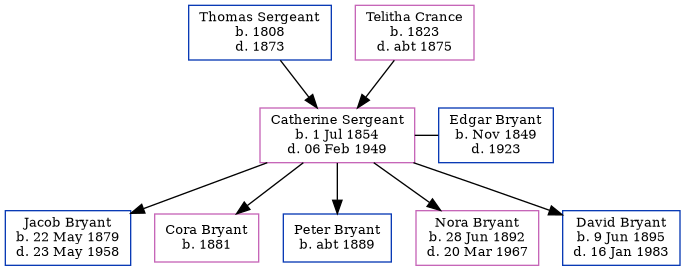 Thomas Sergeant
b. 1808
d. 1873
Telitha Crance
b. 1823
d. abt 1875
Catherine Sergeant
b. 1 Jul 1854
d. 06 Feb 1949
Edgar Bryant
b. Nov 1849
d. 1923
Jacob Bryant
b. 22 May 1879
d. 23 May 1958
Cora Bryant
b. 1881
Peter Bryant
b. abt 1889
Nora Bryant
b. 28 Jun 1892
d. 20 Mar 1967
David Bryant
b. 9 Jun 1895
d. 16 Jan 1983